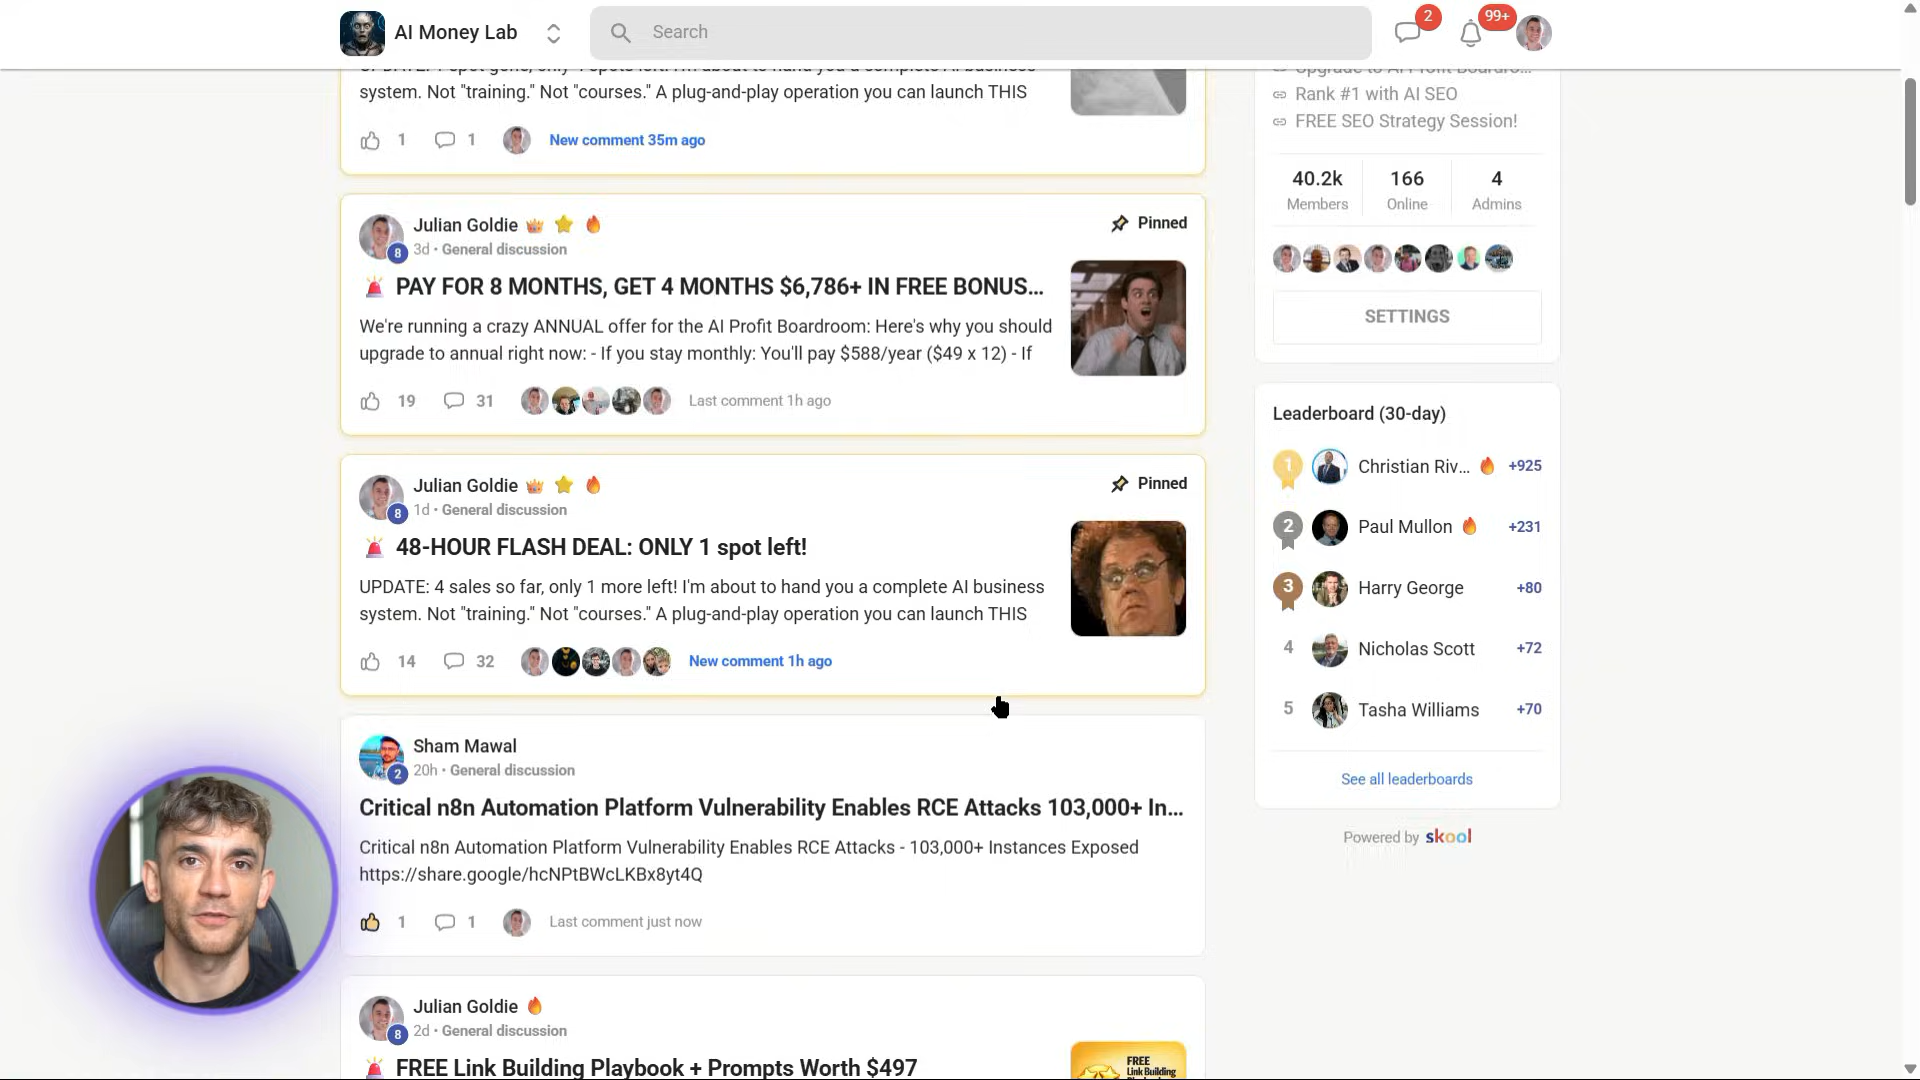 AI Money Lab
Search
2
99+
system. Not "training." Not "courses." A plug-and-play operation you can launch THIS
1
1
New comment 35m ago
Julian Goldie
Pinned
8
3d • General discussion
PAY FOR 8 MONTHS, GET 4 MONTHS $6,786+ IN FREE BONUS...
We're running a crazy ANNUAL offer for the AI Profit Boardroom: Here's why you should
upgrade to annual right now: - If you stay monthly: You'll pay $588/year ($49 x 12) - If
19
31
Last comment 1h ago
Julian Goldie
Pinned
8
1d • General discussion
48-HOUR FLASH DEAL: ONLY 1 spot left!
UPDATE: 4 sales so far, only 1 more left! I'm about to hand you a complete AI business
system. Not "training." Not "courses." A plug-and-play operation you can launch THIS
14
32
New comment 1h ago
Sham Mawal
2
20h • General discussion
Critical n8n Automation Platform Vulnerability Enables RCE Attacks 103,000+ In...
Critical n8n Automation Platform Vulnerability Enables RCE Attacks - 103,000+ Instances Exposed
https://share.google/hcNPtBWcLKBx8yt4Q
1
1
Last comment just now
Julian Goldie
8
2d • General discussion
FREE Link Building Playbook + Prompts Worth $497
FREE
Link Building
Upgrade to AI Profit Boardro...
Rank #1 with AI SEO
FREE SEO Strategy Session!
40.2k
166
4
Members
Online
Admins
SETTINGS
Leaderboard (30-day)
1
Christian Riv...
+925
2
Paul Mullon
+231
3
Harry George
+80
4
Nicholas Scott
+72
5
Tasha Williams
+70
See all leaderboards
Powered by skool